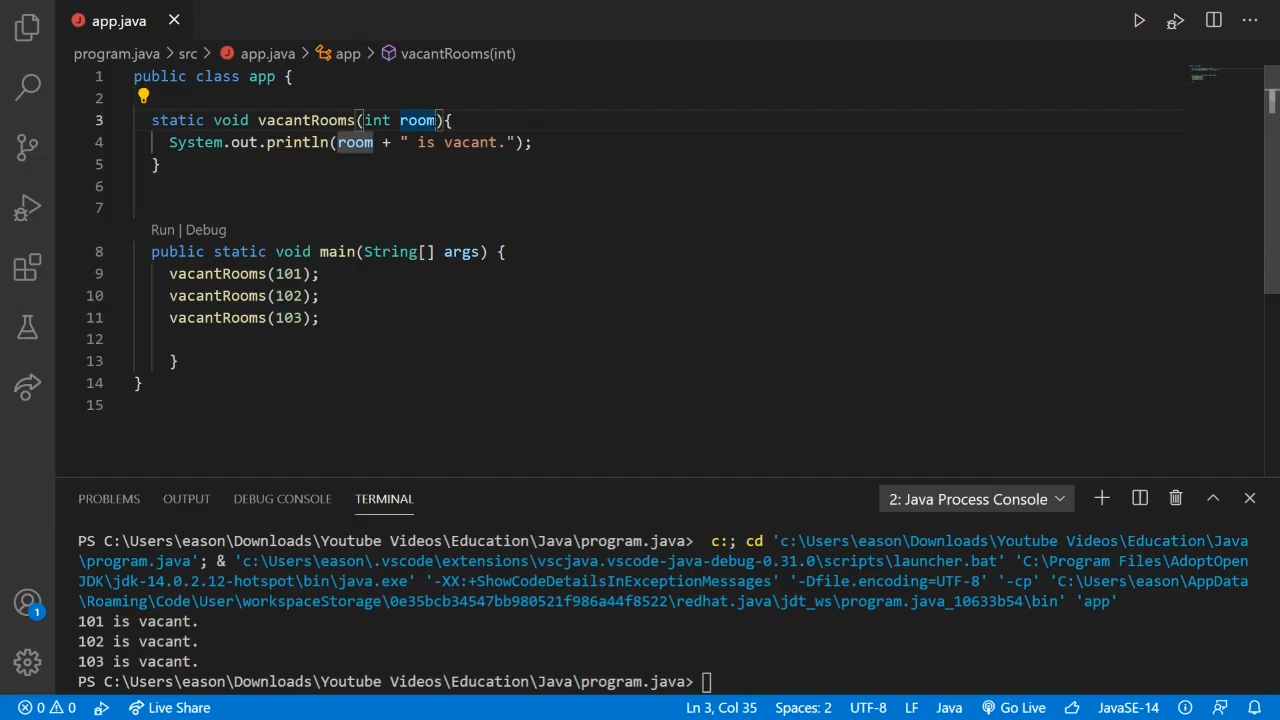 app.java
program.java > src > app.java > app > vacantRooms(int)
1 public class app {
2
3 static void vacantRooms(int room){
4 System.out.println(room + " is vacant.");
5 }
6
7
Run | Debug
8 public static void main(String[] args) {
9 vacantRooms(101);
10 vacantRooms(102);
11 vacantRooms(103);
12
13 }
14 }
15
PROBLEMS OUTPUT DEBUG CONSOLE TERMINAL 2: Java Process Console
PS C:\Users\eason\Downloads\Youtube Videos\Education\Java\program.java> c:; cd 'c:\Users\eason\Downloads\Youtube Videos\Education\Java
\program.java'; & 'c:\Users\eason\.vscode\extensions\vscjava.vscode-java-debug-0.31.0\scripts\launcher.bat' 'C:\Program Files\AdoptOpen
JDK\jdk-14.0.2.12-hotspot\bin\java.exe' '-XX:+ShowCodeDetailsInExceptionMessages' '-Dfile.encoding=UTF-8' '-cp' 'C:\Users\eason\AppData
\Roaming\Code\User\workspaceStorage\0e35bcb34547bb980521f986a44f8522\redhat.java\jdt_ws\program.java_10633b54\bin' 'app'
101 is vacant.
102 is vacant.
103 is vacant.
PS C:\Users\eason\Downloads\Youtube Videos\Education\Java\program.java>
1
0 0 Live Share Ln 3, Col 35 Spaces: 2 UTF-8 LF Java Go Live JavaSE-14